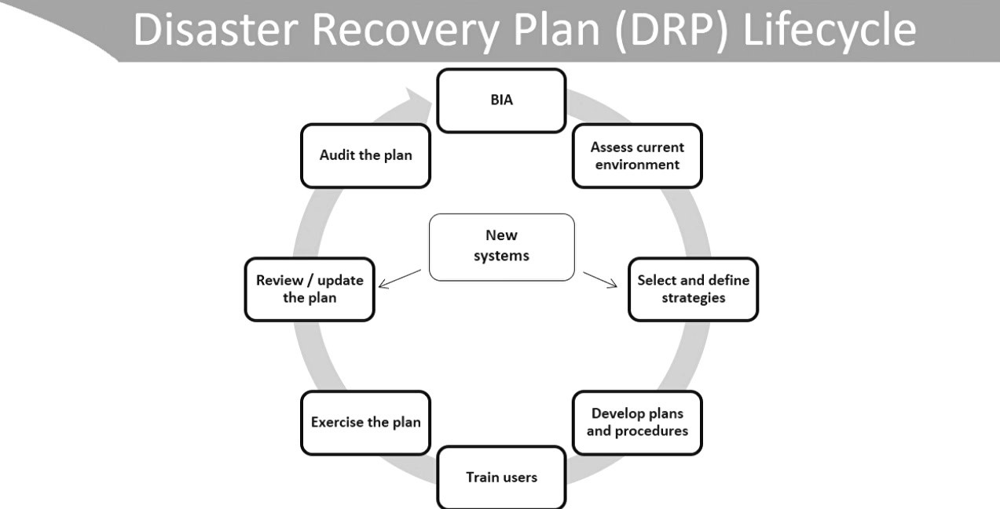 Disaster Recovery Plan (DRP) Lifecycle
BIA
Assess current
environment
Select and define
strategies
Develop plans
and procedures
Train users
Exercise the plan
Review / update
the plan
Audit the plan
New
systems